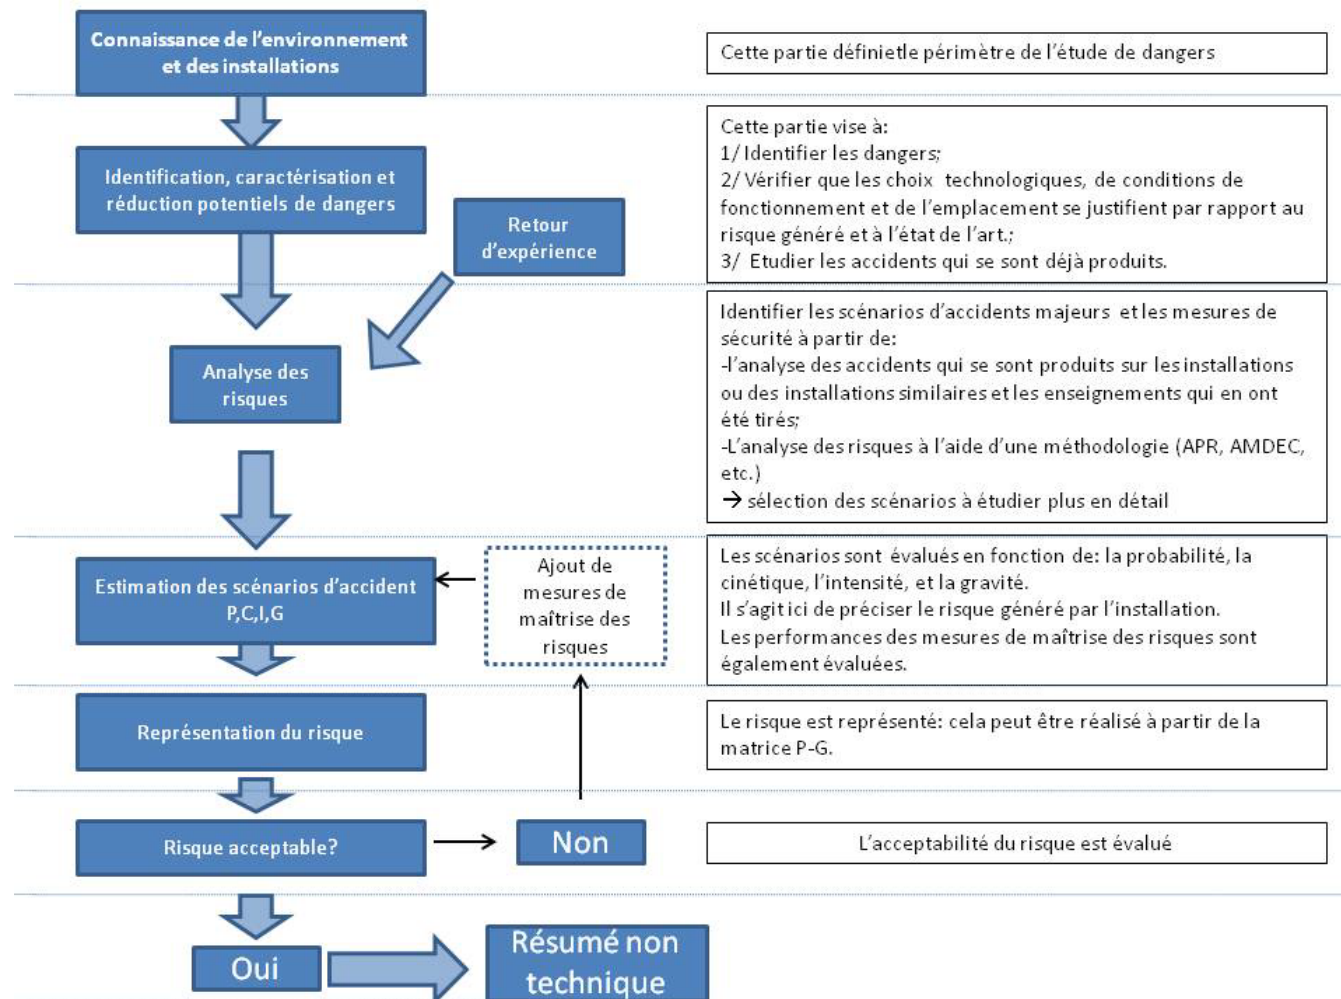 Connaissance de l'environnement
et des installations
Cette partie définietle périmètre de l'étude de dangers
Identification, caractérisation et
réduction potentiels de dangers
Retour
d'expérience
Cette partie vise à:
1/ Identifier les dangers;
2/ Vérifier que les choix technologiques, de conditions de
fonctionnement et de l'emplacement se justifient par rapport au
risque généré et à l'état de l'art.;
3/ Etudier les accidents qui se sont déjà produits.
Analyse des
risques
Identifier les scénarios d'accidents majeurs et les mesures de
sécurité à partir de:
-l'analyse des accidents qui se sont produits sur les installations
ou des installations similaires et les enseignements qui en ont
été tirés;
-L'analyse des risques à l'aide d'une méthodologie (APR, AMDEC,
etc.)
→ sélection des scénarios à étudier plus en détail
Estimation des scénarios d'accident
P,C,I,G
Ajout de
mesures de
maîtrise des
risques
Les scénarios sont évalués en fonction de: la probabilité, la
cinétique, l'intensité, et la gravité.
Il s'agit ici de préciser le risque généré par l'installation.
Les performances des mesures de maîtrise des risques sont
également évaluées.
Représentation du risque
Le risque est représenté: cela peut être réalisé à partir de la
matrice P-G.
Risque acceptable?
Non
L'acceptabilité du risque est évalué
Oui
Résumé non
technique